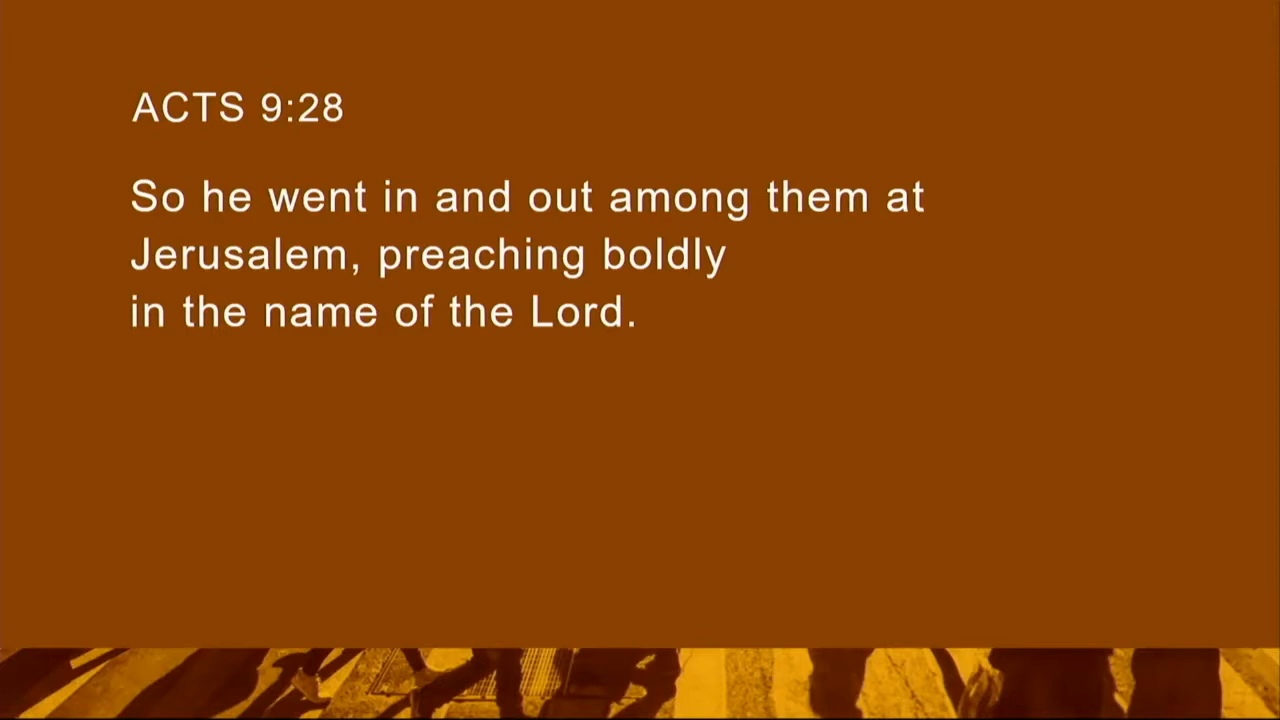 ACTS 9:28
So he went in and out among them at
Jerusalem, preaching boldly
in the name of the Lord.